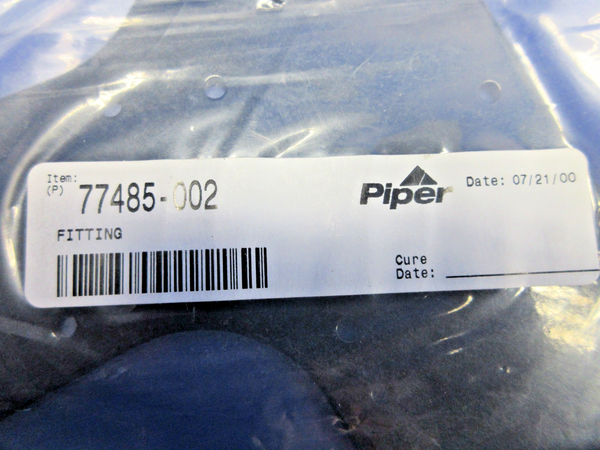 Item:
(P) 77485-002
FITTING
Piper
Date: 07/21/00
Cure
Date: